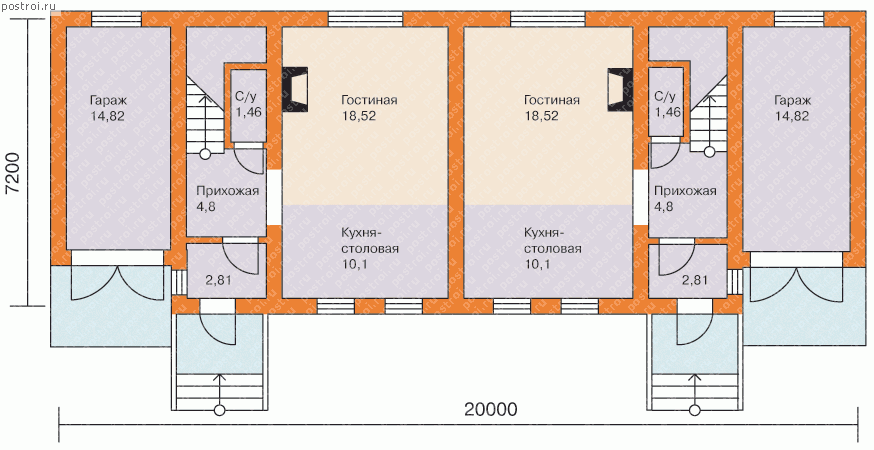 postroi.ru
Гараж
14,82
С/у
1,46
Гостиная
18,52
Гостиная
18,52
С/у
1,46
Гараж
14,82
Прихожая
4,8
Прихожая
4,8
Кухня-
столовая
10,1
Кухня-
столовая
10,1
2,81
2,81
7200
20000